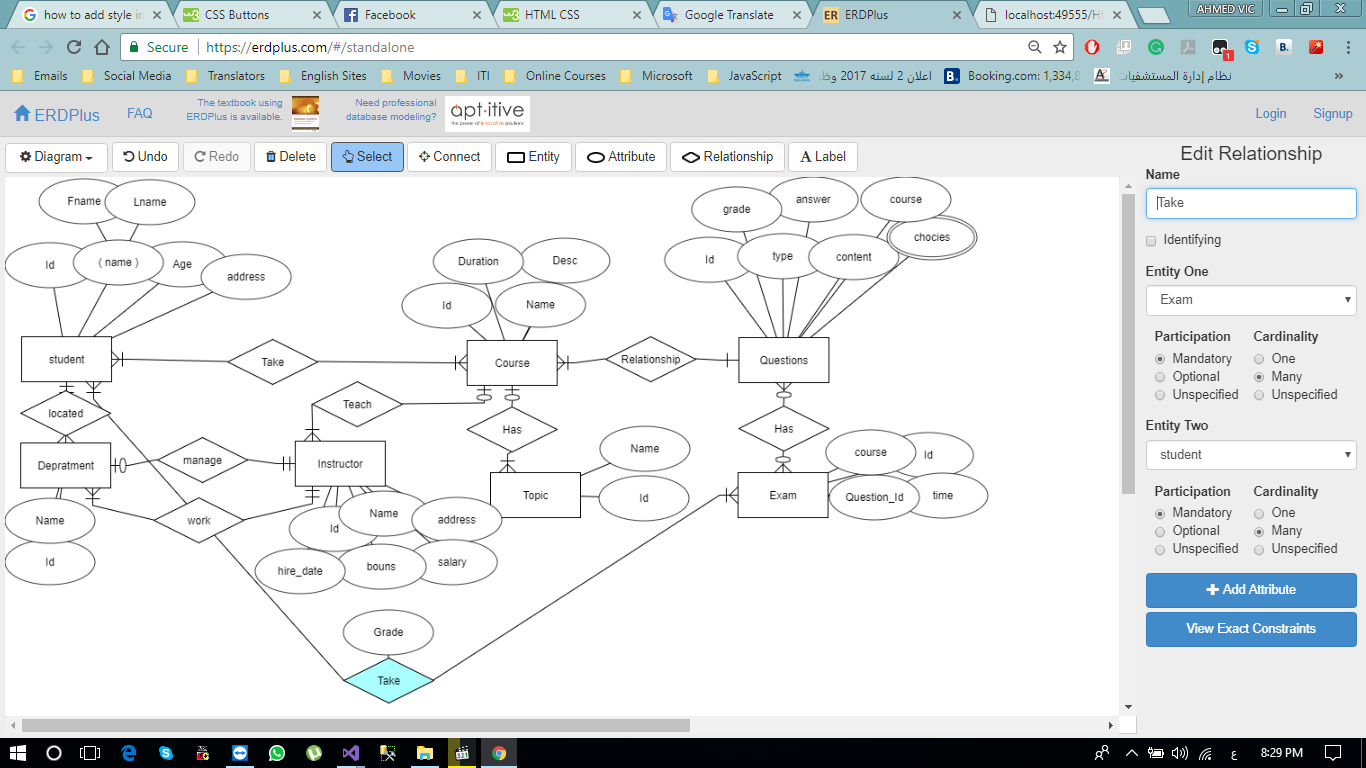 how to add style in
CSS Buttons
Facebook
HTML CSS
Google Translate
ERDPlus
localhost:49555/Ht
AHMED VIC
Secure
https://erdplus.com/#/standalone
Emails
Social Media
Translators
English Sites
Movies
ITI
Online Courses
Microsoft
JavaScript
اعلان 2 لسنه 2017 وظ
Booking.com: 1,334,8
نظام إدارة المستشفيات
»
ERDPlus
FAQ
The textbook using
ERDPlus is available.
Need professional
database modeling?
apt·itive
the power of innovative solutions
Login
Signup
Diagram
Undo
Redo
Delete
Select
Connect
Entity
Attribute
Relationship
A Label
Fname
Lname
Id
( name )
Age
address
student
Take
Duration
Desc
Id
Name
Course
Relationship
grade
answer
course
chocies
Id
type
content
Questions
located
Teach
Has
Has
Depratment
manage
Instructor
Topic
Name
Id
Exam
course
Id
Question_Id
time
Name
Id
work
Id
Name
address
hire_date
bouns
salary
Grade
Take
Edit Relationship
Name
Take
Identifying
Entity One
Exam
Participation
Cardinality
Mandatory
One
Optional
Many
Unspecified
Unspecified
Entity Two
student
Participation
Cardinality
Mandatory
One
Optional
Many
Unspecified
Unspecified
Add Attribute
View Exact Constraints
1
B.
ER
ع
8:29 PM